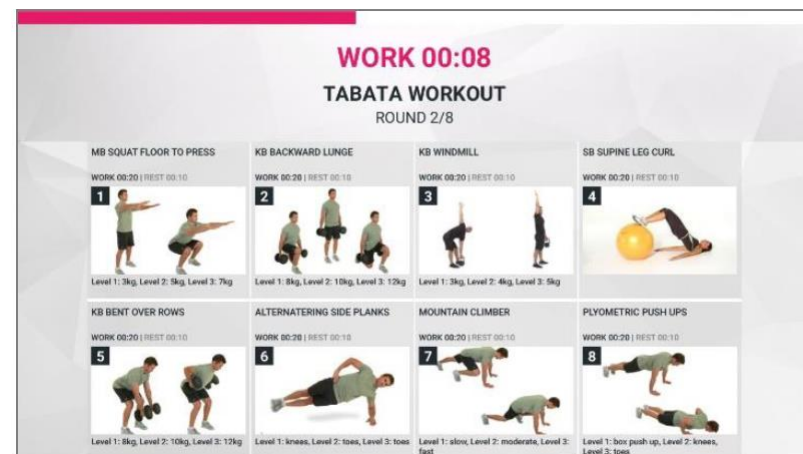 WORK 00:08
TABATA WORKOUT
ROUND 2/8
MB SQUAT FLOOR TO PRESS
WORK 00:20 | REST 00:10
1
Level 1: 3kg, Level 2: 5kg, Level 3: 7kg
KB BACKWARD LUNGE
WORK 00:20 | REST 00:10
2
Level 1: 8kg, Level 2: 10kg, Level 3: 12kg
KB WINDMILL
WORK 00:20 | REST 00:10
3
Level 1: 3kg, Level 2: 4kg, Level 3: 5kg
SB SUPINE LEG CURL
WORK 00:20 | REST 00:10
4
KB BENT OVER ROWS
WORK 00:20 | REST 00:10
5
Level 1: 8kg, Level 2: 10kg, Level 3: 12kg
ALTERNATERING SIDE PLANKS
WORK 00:20 | REST 00:10
6
Level 1: knees, Level 2: toes, Level 3: toes
MOUNTAIN CLIMBER
WORK 00:20 | REST 00:10
7
Level 1: slow, Level 2: moderate, Level 3:
fast
PLYOMETRIC PUSH UPS
WORK 00:20 | REST 00:10
8
Level 1: box push up, Level 2: knees,
Level 3: toes